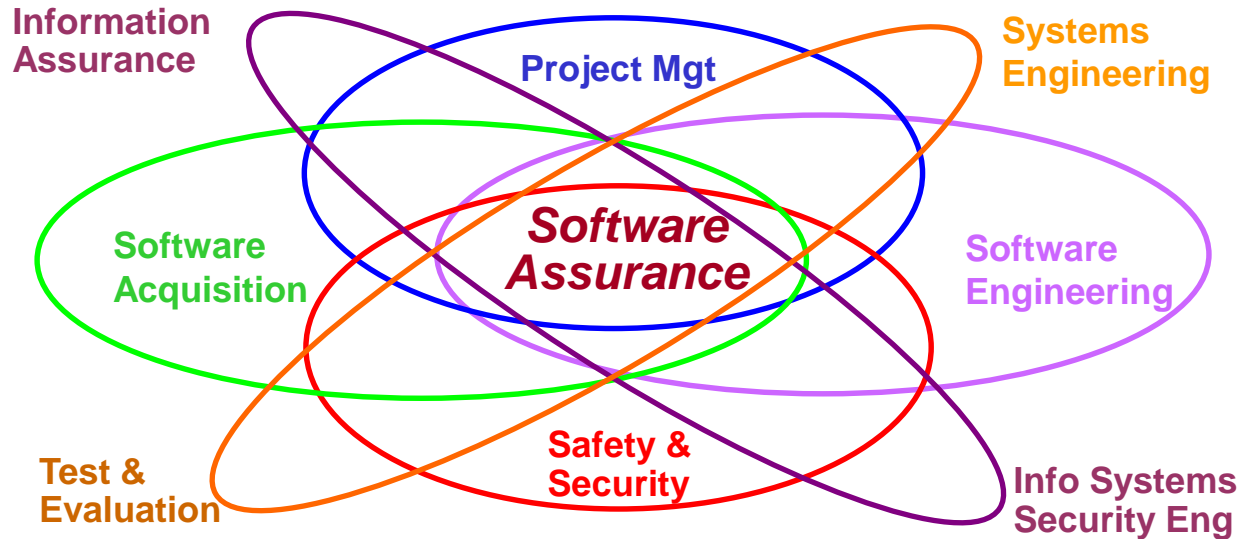 Information
Assurance
Project Mgt
Systems
Engineering
Software
Acquisition
Software
Assurance
Software
Engineering
Test &
Evaluation
Safety &
Security
Info Systems
Security Eng